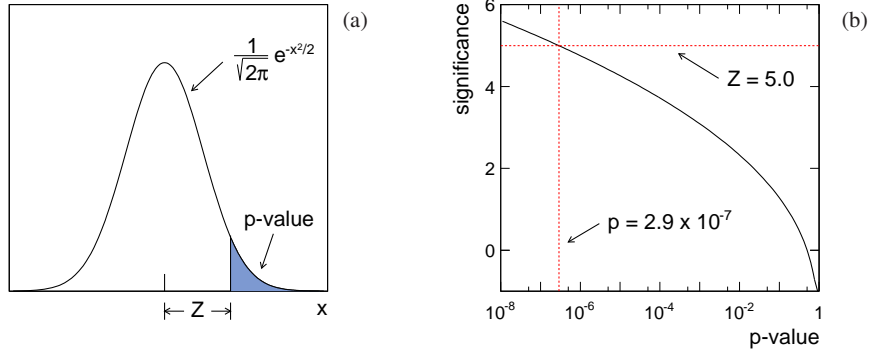 (a)
1
√2π e^-x²/2
p-value
Z
x
(b)
significance
6
4
2
0
Z = 5.0
p = 2.9 x 10^-7
10^-8
10^-6
10^-4
10^-2
1
p-value